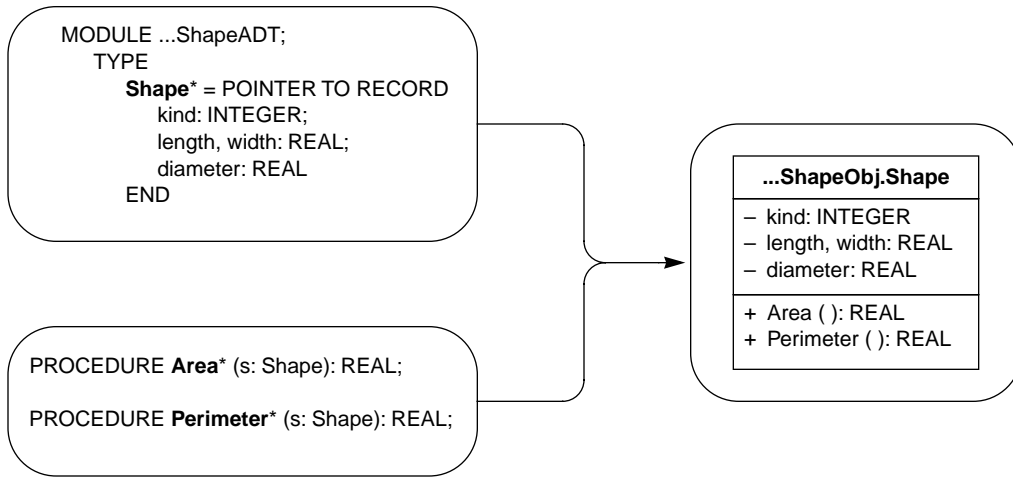 MODULE ...ShapeADT;
TYPE
Shape* = POINTER TO RECORD
kind: INTEGER;
length, width: REAL;
diameter: REAL
END
PROCEDURE Area* (s: Shape): REAL;
PROCEDURE Perimeter* (s: Shape): REAL;
...ShapeObj.Shape
– kind: INTEGER
– length, width: REAL
– diameter: REAL
+ Area ( ): REAL
+ Perimeter ( ): REAL